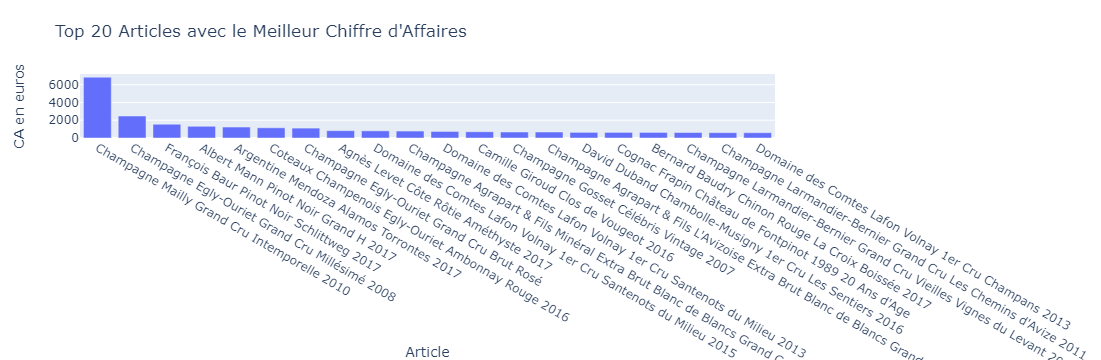 Top 20 Articles avec le Meilleur Chiffre d'Affaires
CA en euros
6000
4000
2000
0
Champagne Mailly Grand Cru Intemporelle 2010
Champagne Egly-Ouriet Grand Cru Millésimé 2008
François Baur Pinot Noir Schlittweg 2017
Albert Mann Pinot Noir Grand H 2017
Argentine Mendoza Alamos Torrontes 2017
Coteaux Champenois Egly-Ouriet Ambonnay Rouge 2016
Champagne Egly-Ouriet Grand Cru Brut Rosé
Agnès Levet Côte Rôtie Améthyste 2017
Domaine des Comtes Lafon Volnay 1er Cru Santenots du Milieu 2015
Champagne Agrapart & Fils Minéral Extra Brut Blanc de Blancs Grand
Domaine des Comtes Lafon Volnay 1er Cru Santenots du Milieu 2013
Camille Giroud Clos de Vougeot 2016
Champagne Gosset Célébris Vintage 2007
Champagne Agrapart & Fils L'Avizoise Extra Brut Blanc de Blancs Grand
David Duband Chambolle-Musigny 1er Cru Les Sentiers 2016
Cognac Frapin Château de Fontpinot 1989 20 Ans d'Age
Bernard Baudry Chinon Rouge La Croix Boissée 2017
Champagne Larmandier-Bernier Grand Cru Vieilles Vignes du Levant
Champagne Larmandier-Bernier Grand Cru Les Chemins d'Avize 2011
Domaine des Comtes Lafon Volnay 1er Cru Champans 2013
Article